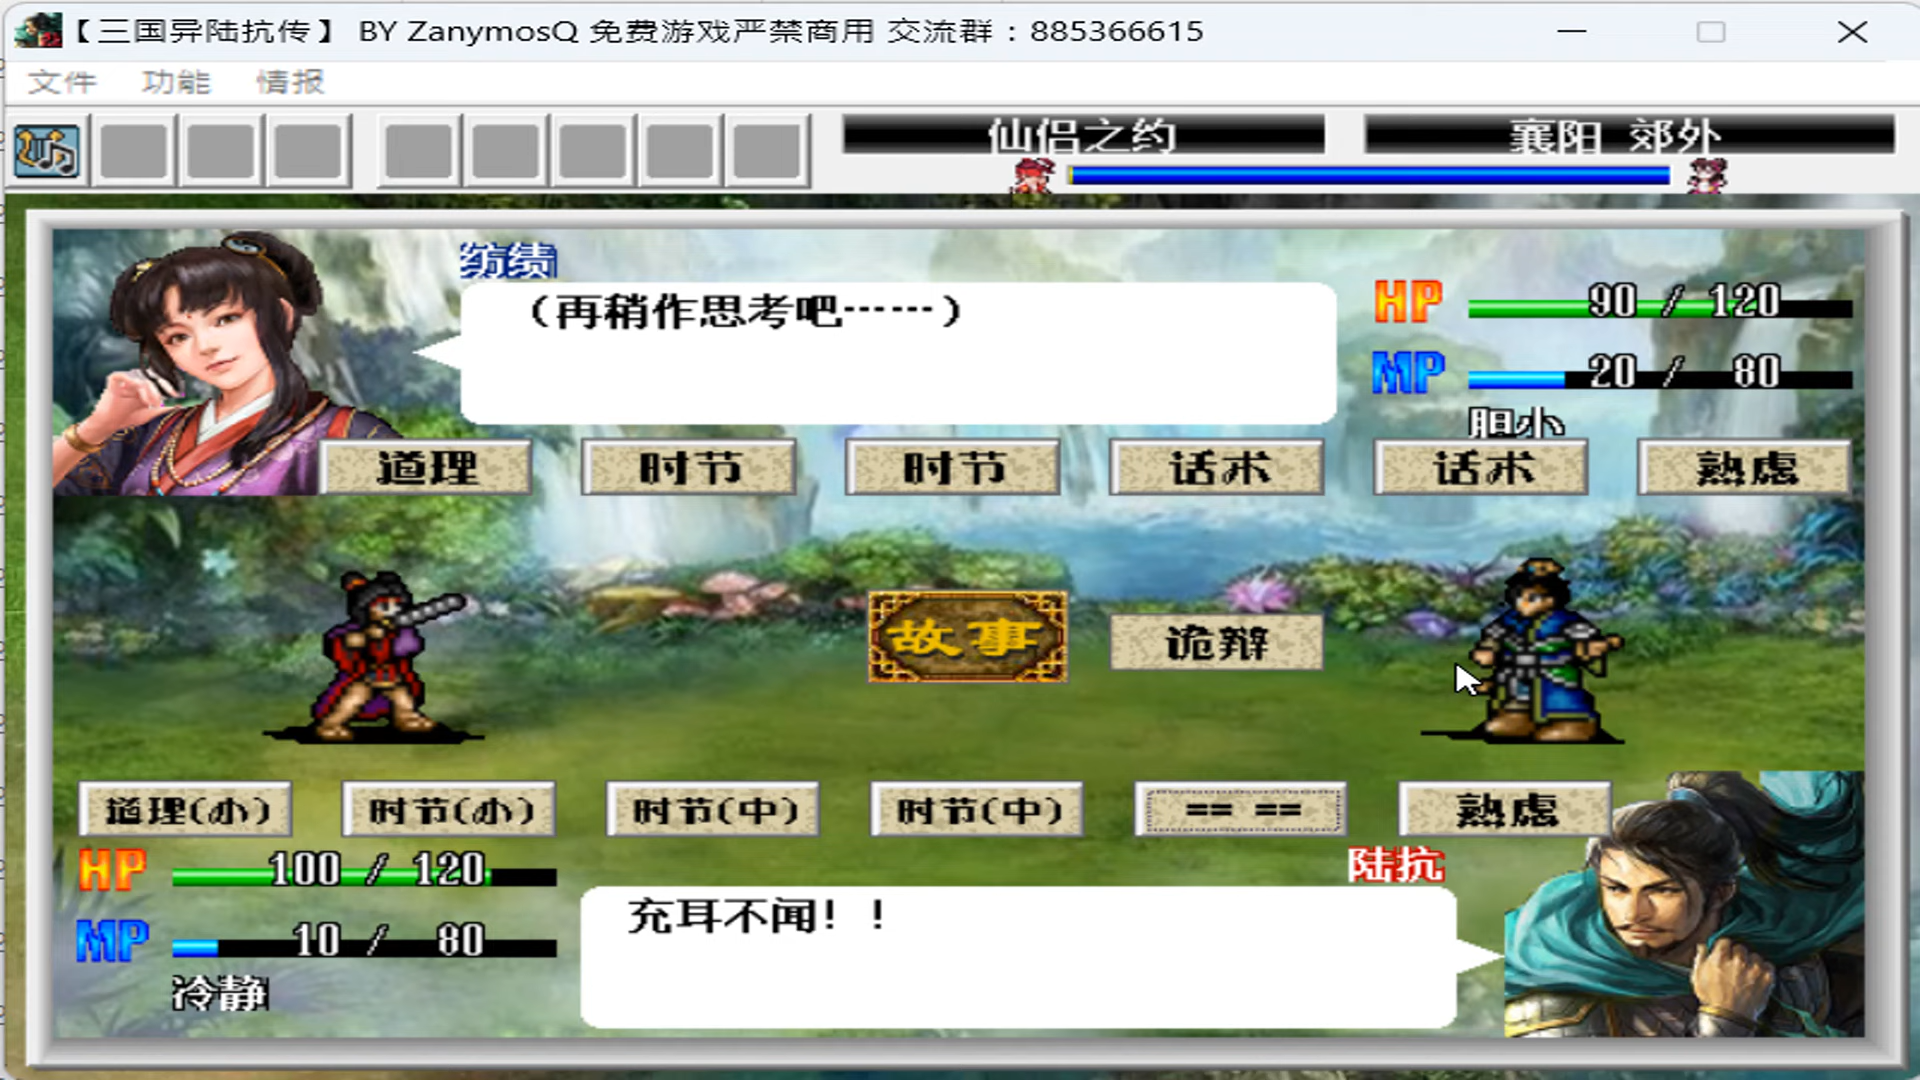 【三国异陆抗传】 BY ZanymosQ 免费游戏严禁商用 交流群：885366615
文件 功能 情报
仙侣之约 襄阳 郊外
纺绩
（再稍作思考吧……）
HP 90 / 120
MP 20 / 80
胆小
道理 时节 时节 话术 话术 熟虑
故事 诡辩
道理(小) 时节(小) 时节(中) 时节(中) == == 熟虑
HP 100 / 120
MP 10 / 80
冷静
陆抗
充耳不闻！！